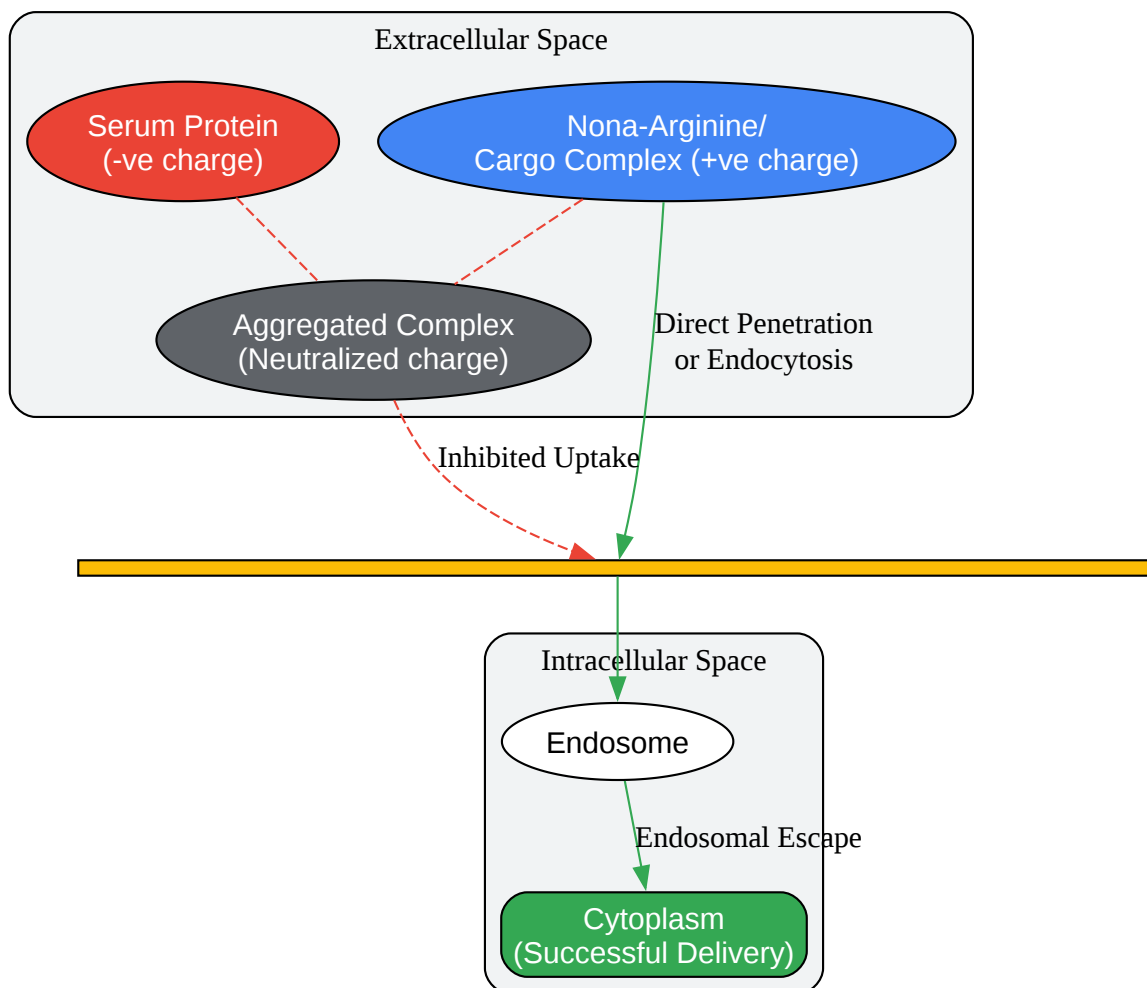 Extracellular Space
Serum Protein
(-ve charge)
Nona-Arginine/
Cargo Complex (+ve charge)
Aggregated Complex
(Neutralized charge)
Direct Penetration
or Endocytosis
Inhibited Uptake
Intracellular Space
Endosome
Endosomal Escape
Cytoplasm
(Successful Delivery)